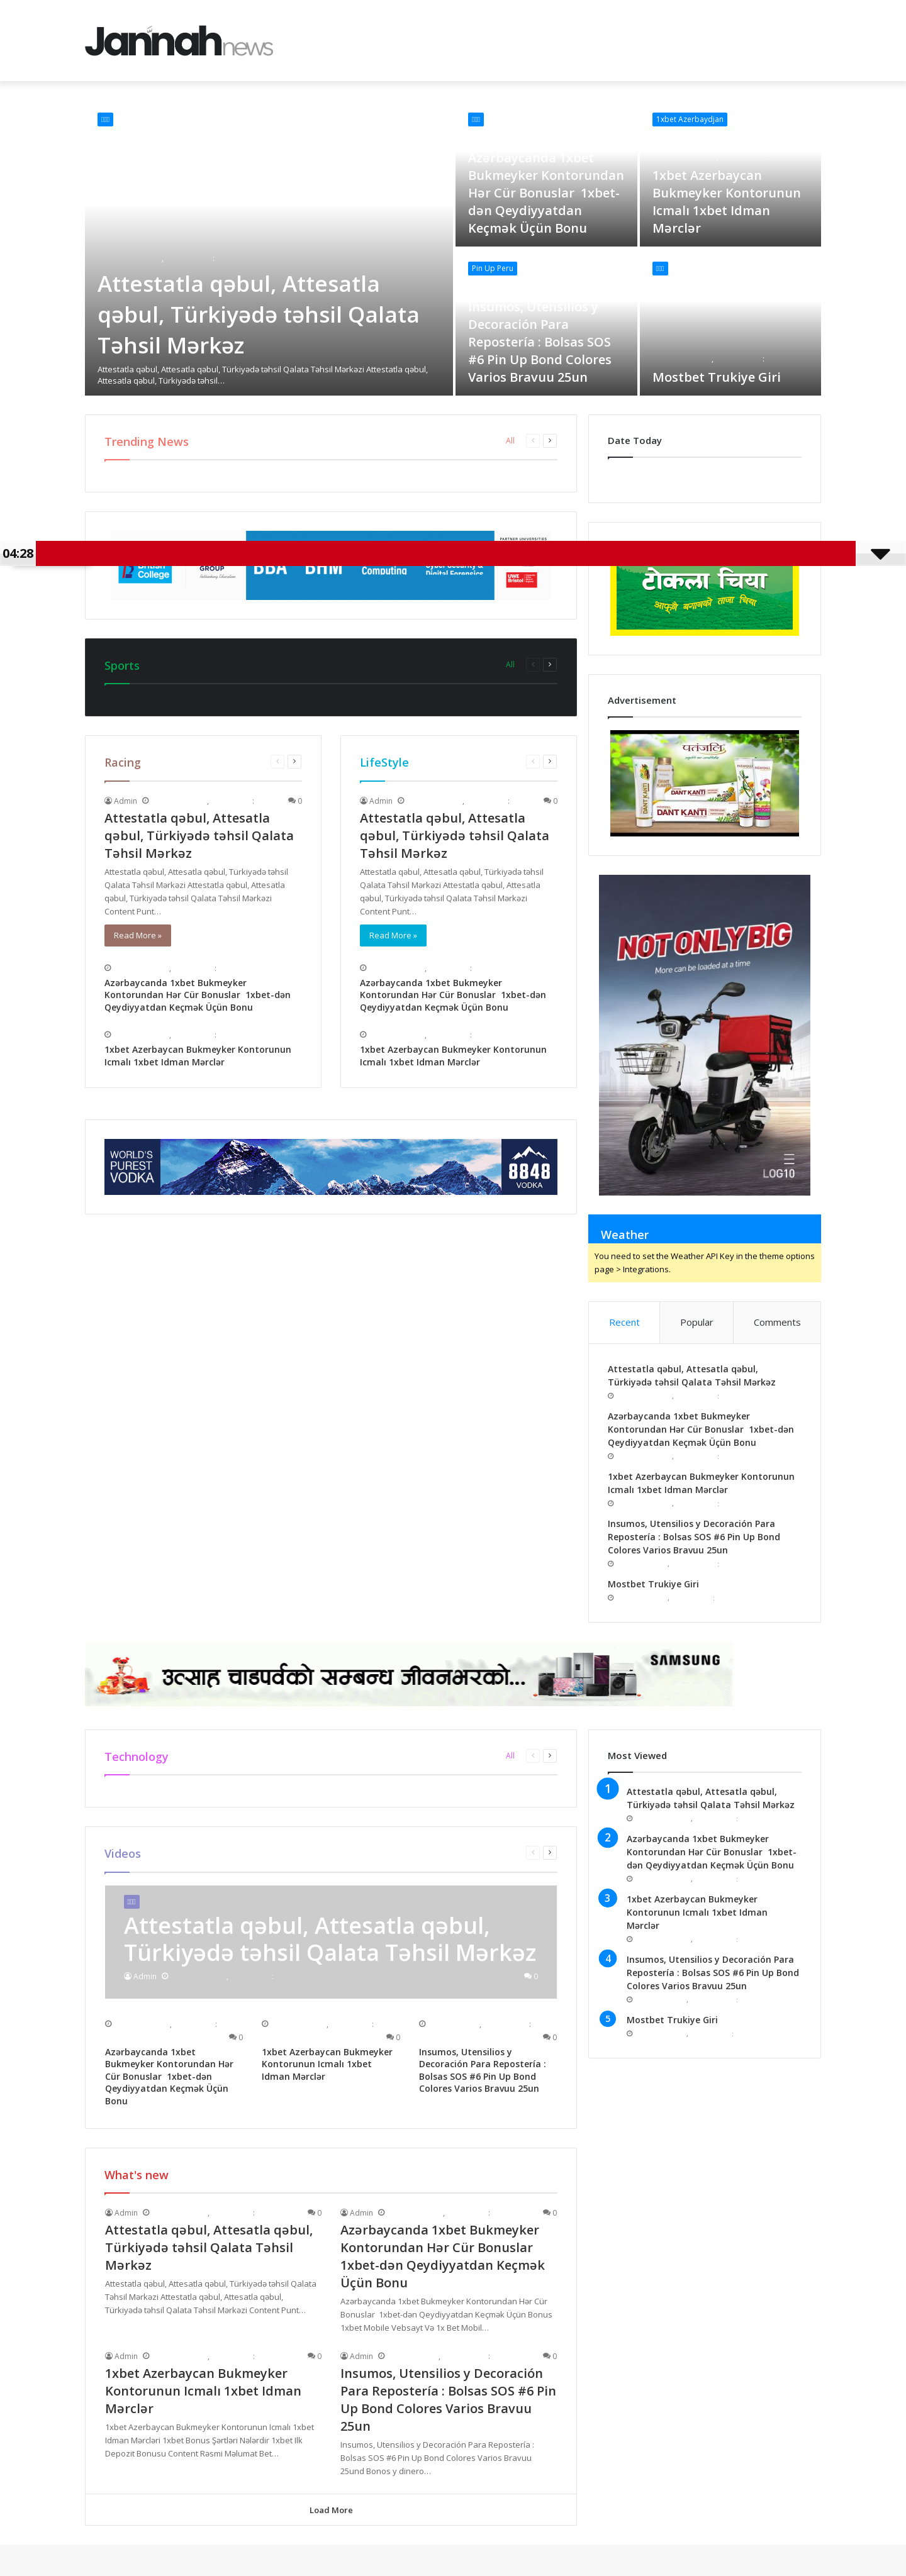 Jannah news
Azərbaycanda 1xbet
Bukmeyker Kontorundan
Hər Cür Bonuslar 1xbet-
dən Qeydiyyatdan
Keçmək Üçün Bonu
1xbet Azerbaydjan
1xbet Azerbaycan
Bukmeyker Kontorunun
Icmalı 1xbet Idman
Mərclər
Attestatla qəbul, Attesatla
qəbul, Türkiyədə təhsil Qalata
Təhsil Mərkəz
Attestatla qəbul, Attesatla qəbul, Türkiyədə təhsil Qalata Təhsil Mərkəzi Attestatla qəbul,
Attesatla qəbul, Türkiyədə təhsil…
Pin Up Peru
Insumos, Utensilios y
Decoración Para
Repostería : Bolsas SOS
#6 Pin Up Bond Colores
Varios Bravuu 25un
Mostbet Trukiye Giri
Trending News
All
Date Today
04:28
British
College
GROUP
BBA BHM
Computing
Cyber Security &
Digital Forensics
PARTNER UNIVERSITIES
UWE
Bristol
टोकला चिया
आफ्नै बगानको ताजा चिया
Sports
All
Advertisement
पतंजलि
DANT KANTI
DANT KANTI
Racing
Admin , : 0
Attestatla qəbul, Attesatla
qəbul, Türkiyədə təhsil Qalata
Təhsil Mərkəz
Attestatla qəbul, Attesatla qəbul, Türkiyədə təhsil
Qalata Təhsil Mərkəzi Attestatla qəbul, Attesatla
qəbul, Türkiyədə təhsil Qalata Təhsil Mərkəzi
Content Punt…
Read More »
, :
Azərbaycanda 1xbet Bukmeyker
Kontorundan Hər Cür Bonuslar 1xbet-dən
Qeydiyyatdan Keçmək Üçün Bonu
, :
1xbet Azerbaycan Bukmeyker Kontorunun
Icmalı 1xbet Idman Mərclər
LifeStyle
Admin , : 0
Attestatla qəbul, Attesatla
qəbul, Türkiyədə təhsil Qalata
Təhsil Mərkəz
Attestatla qəbul, Attesatla qəbul, Türkiyədə təhsil
Qalata Təhsil Mərkəzi Attestatla qəbul, Attesatla
qəbul, Türkiyədə təhsil Qalata Təhsil Mərkəzi
Content Punt…
Read More »
, :
Azərbaycanda 1xbet Bukmeyker
Kontorundan Hər Cür Bonuslar 1xbet-dən
Qeydiyyatdan Keçmək Üçün Bonu
, :
1xbet Azerbaycan Bukmeyker Kontorunun
Icmalı 1xbet Idman Mərclər
NOT ONLY BIG
More can be loaded at a time
LOG10
WORLD'S
PUREST
VODKA
8848
VODKA
Weather
You need to set the Weather API Key in the theme options
page > Integrations.
Recent Popular Comments
Attestatla qəbul, Attesatla qəbul,
Türkiyədə təhsil Qalata Təhsil Mərkəz
, :
Azərbaycanda 1xbet Bukmeyker
Kontorundan Hər Cür Bonuslar 1xbet-dən
Qeydiyyatdan Keçmək Üçün Bonu
, :
1xbet Azerbaycan Bukmeyker Kontorunun
Icmalı 1xbet Idman Mərclər
, :
Insumos, Utensilios y Decoración Para
Repostería : Bolsas SOS #6 Pin Up Bond
Colores Varios Bravuu 25un
, :
Mostbet Trukiye Giri
, :
उत्साह चाडपर्वको सम्बन्ध जीवनभरको...
SAMSUNG
Technology
All
Videos
Attestatla qəbul, Attesatla qəbul,
Türkiyədə təhsil Qalata Təhsil Mərkəz
Admin , : 0
, :
0
Azərbaycanda 1xbet
Bukmeyker Kontorundan Hər
Cür Bonuslar 1xbet-dən
Qeydiyyatdan Keçmək Üçün
Bonu
, :
0
1xbet Azerbaycan Bukmeyker
Kontorunun Icmalı 1xbet
Idman Mərclər
, :
0
Insumos, Utensilios y
Decoración Para Repostería :
Bolsas SOS #6 Pin Up Bond
Colores Varios Bravuu 25un
Most Viewed
1
Attestatla qəbul, Attesatla qəbul,
Türkiyədə təhsil Qalata Təhsil Mərkəz
, :
2
Azərbaycanda 1xbet Bukmeyker
Kontorundan Hər Cür Bonuslar 1xbet-
dən Qeydiyyatdan Keçmək Üçün Bonu
, :
3
1xbet Azerbaycan Bukmeyker
Kontorunun Icmalı 1xbet Idman
Mərclər
, :
4
Insumos, Utensilios y Decoración Para
Repostería : Bolsas SOS #6 Pin Up Bond
Colores Varios Bravuu 25un
, :
5
Mostbet Trukiye Giri
, :
What's new
Admin , : 0
Attestatla qəbul, Attesatla qəbul,
Türkiyədə təhsil Qalata Təhsil
Mərkəz
Attestatla qəbul, Attesatla qəbul, Türkiyədə təhsil Qalata
Təhsil Mərkəzi Attestatla qəbul, Attesatla qəbul,
Türkiyədə təhsil Qalata Təhsil Mərkəzi Content Punt…
Admin , : 0
Azərbaycanda 1xbet Bukmeyker
Kontorundan Hər Cür Bonuslar
1xbet-dən Qeydiyyatdan Keçmək
Üçün Bonu
Azərbaycanda 1xbet Bukmeyker Kontorundan Hər Cür
Bonuslar 1xbet-dən Qeydiyyatdan Keçmək Üçün Bonus
1xbet Mobile Vebsayt Və 1x Bet Mobil…
Admin , : 0
1xbet Azerbaycan Bukmeyker
Kontorunun Icmalı 1xbet Idman
Mərclər
1xbet Azerbaycan Bukmeyker Kontorunun Icmalı 1xbet
Idman Mərcləri 1xbet Bonus Şərtləri Nələrdir 1xbet Ilk
Depozit Bonusu Content Rəsmi Məlumat Bet…
Admin , : 0
Insumos, Utensilios y Decoración
Para Repostería : Bolsas SOS #6 Pin
Up Bond Colores Varios Bravuu
25un
Insumos, Utensilios y Decoración Para Repostería :
Bolsas SOS #6 Pin Up Bond Colores Varios Bravuu
25und Bonos y dinero…
Load More